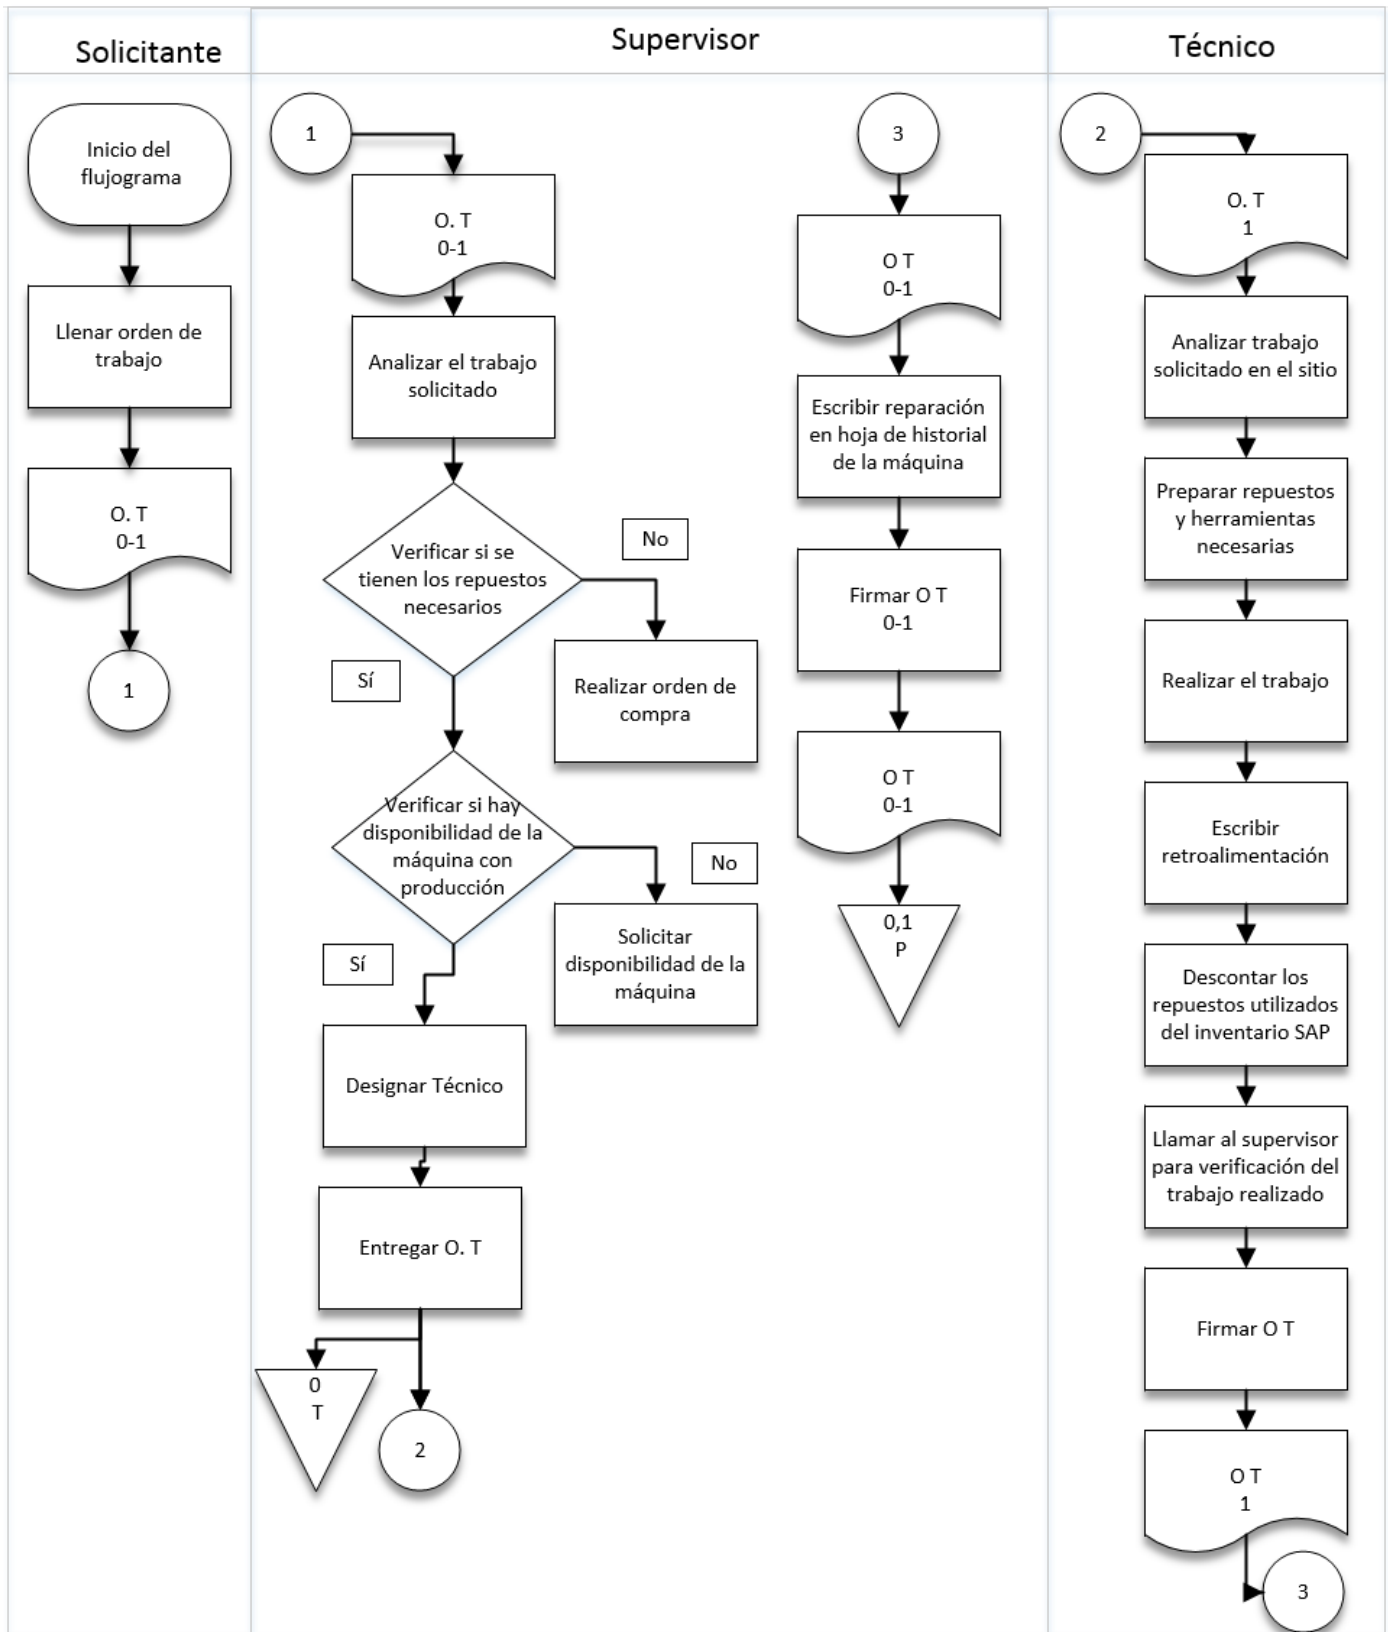 Solicitante
Supervisor
Técnico
Inicio del
flujograma
Llenar orden de
trabajo
O. T
0-1
1
1
O. T
0-1
Analizar el trabajo
solicitado
Verificar si se
tienen los repuestos
necesarios
No
Sí
Realizar orden de
compra
Verificar si hay
disponibilidad de la
máquina con
producción
No
Sí
Solicitar
disponibilidad de la
máquina
Designar Técnico
Entregar O. T
0
T
2
3
O T
0-1
Escribir reparación
en hoja de historial
de la máquina
Firmar O T
0-1
O T
0-1
0,1
P
2
O. T
1
Analizar trabajo
solicitado en el sitio
Preparar repuestos
y herramientas
necesarias
Realizar el trabajo
Escribir
retroalimentación
Descontar los
repuestos utilizados
del inventario SAP
Llamar al supervisor
para verificación del
trabajo realizado
Firmar O T
O T
1
3